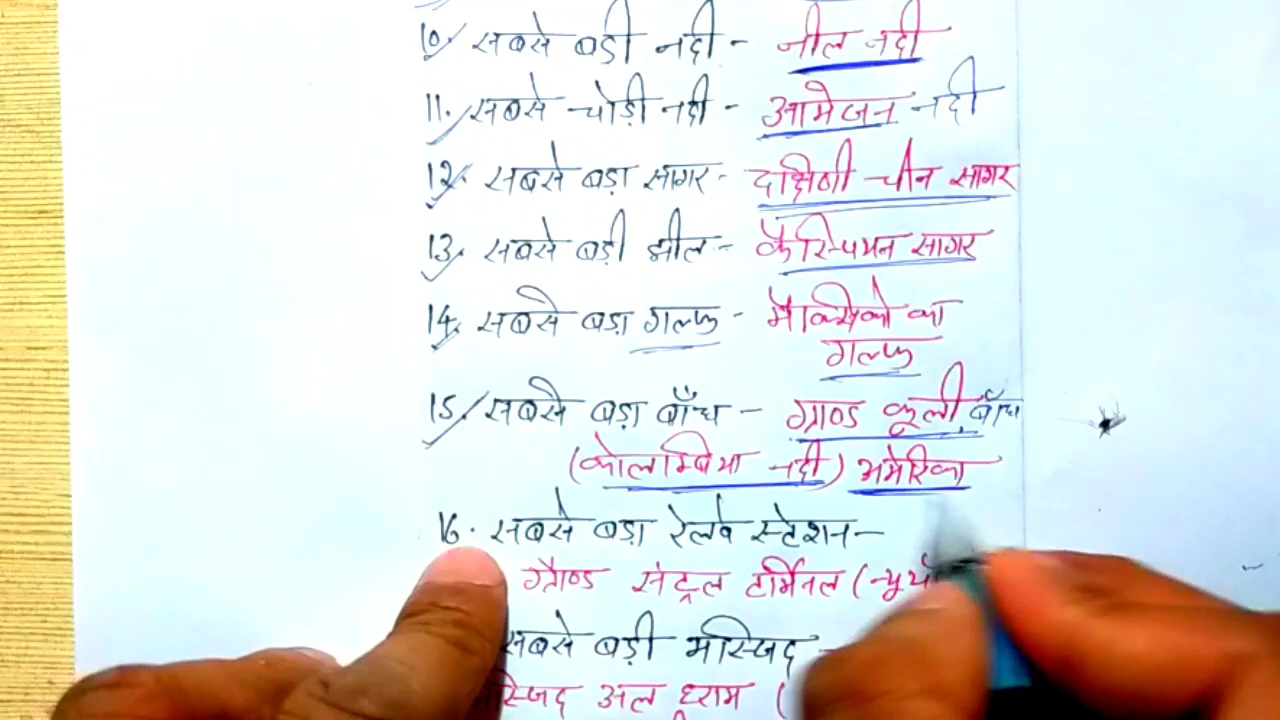 10. सबसे बड़ी नदी - नील नदी
11. सबसे चोड़ी नदी - आमेजन नदी
12. सबसे बड़ा सागर - दक्षिणी चीन सागर
13. सबसे बड़ी झील - कैस्पियन सागर
14. सबसे बड़ा गल्फ - मैक्सिको का
गल्फ
15. सबसे बड़ा बाँध - ग्राण्ड कूली बाँध
(कोलम्बिया नदी) अमेरिका
16. सबसे बड़ा रेलवे स्टेशन -
ग्रैाण्ड सेंट्रल टर्मिनल (
सबसे बड़ी मस्जिद -
अल (